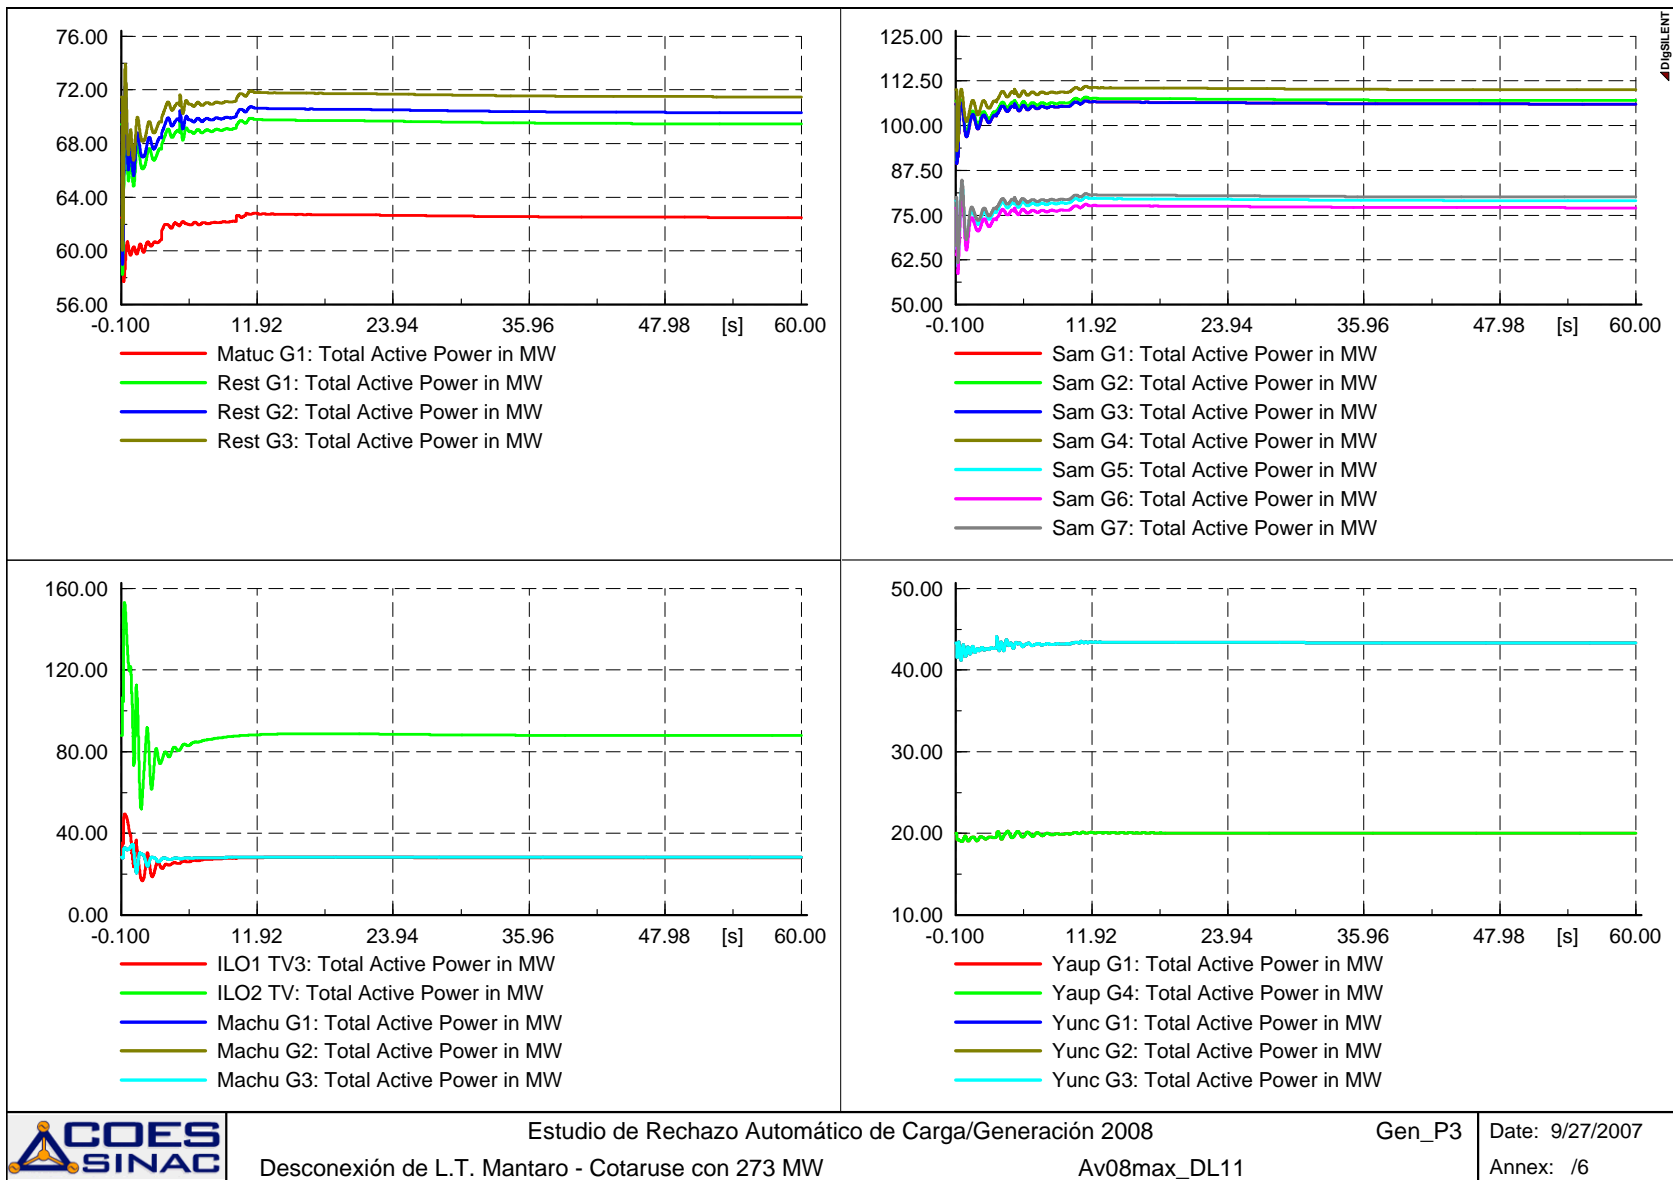 DIgSILENT
76.00
72.00
68.00
64.00
60.00
56.00
-0.100 11.92 23.94 35.96 47.98 [s] 60.00
Matuc G1: Total Active Power in MW
Rest G1: Total Active Power in MW
Rest G2: Total Active Power in MW
Rest G3: Total Active Power in MW
125.00
112.50
100.00
87.50
75.00
62.50
50.00
-0.100 11.92 23.94 35.96 47.98 [s] 60.00
Sam G1: Total Active Power in MW
Sam G2: Total Active Power in MW
Sam G3: Total Active Power in MW
Sam G4: Total Active Power in MW
Sam G5: Total Active Power in MW
Sam G6: Total Active Power in MW
Sam G7: Total Active Power in MW
160.00
120.00
80.00
40.00
0.00
-0.100 11.92 23.94 35.96 47.98 [s] 60.00
ILO1 TV3: Total Active Power in MW
ILO2 TV: Total Active Power in MW
Machu G1: Total Active Power in MW
Machu G2: Total Active Power in MW
Machu G3: Total Active Power in MW
50.00
40.00
30.00
20.00
10.00
-0.100 11.92 23.94 35.96 47.98 [s] 60.00
Yaup G1: Total Active Power in MW
Yaup G4: Total Active Power in MW
Yunc G1: Total Active Power in MW
Yunc G2: Total Active Power in MW
Yunc G3: Total Active Power in MW
COES
SINAC
Estudio de Rechazo Automático de Carga/Generación 2008 Gen_P3
Desconexión de L.T. Mantaro - Cotaruse con 273 MW Av08max_DL11
Date: 9/27/2007
Annex: /6